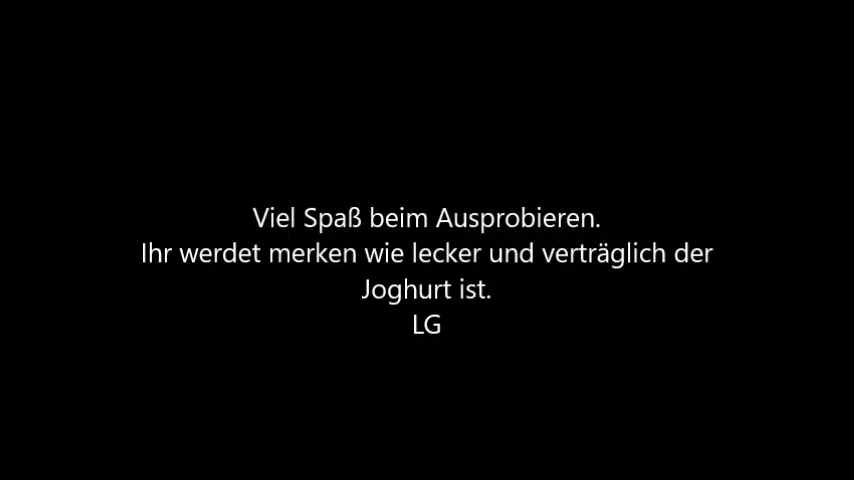 Viel Spaß beim Ausprobieren.
Ihr werdet merken wie lecker und verträglich der
Joghurt ist.
LG